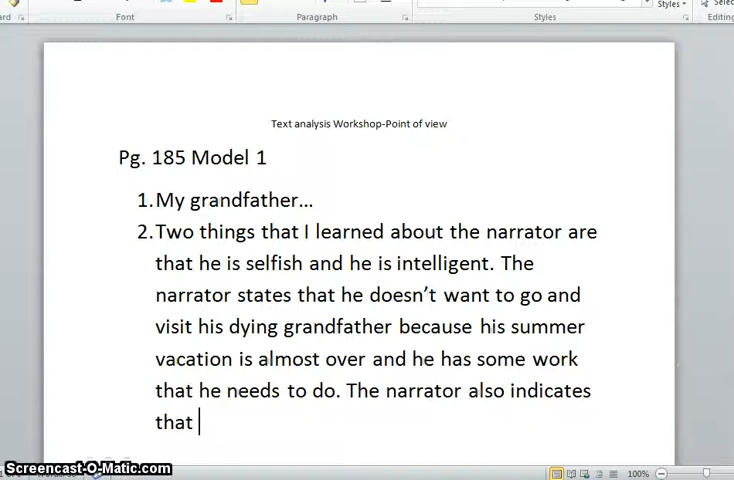 Font
Paragraph
Styles
Styles
Editing
Text analysis Workshop-Point of view
Pg. 185 Model 1
1. My grandfather...
2. Two things that I learned about the narrator are
that he is selfish and he is intelligent. The
narrator states that he doesn't want to go and
visit his dying grandfather because his summer
vacation is almost over and he has some work
that he needs to do. The narrator also indicates
that
Screencast-O-Matic.com
100%